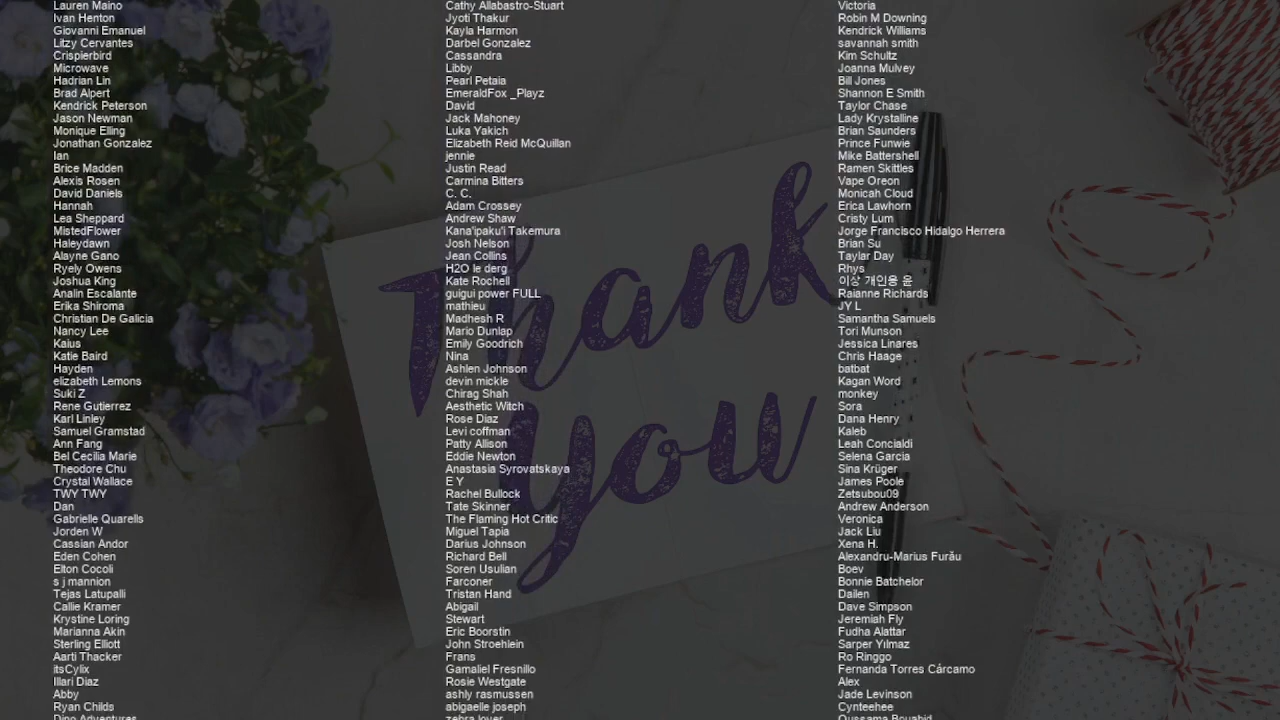 Lauren Maino
Ivan Henton
Giovanni Emanuel
Litzy Cervantes
Crispierbird
Microwave
Hadrian Lin
Brad Alpert
Kendrick Peterson
Jason Newman
Monique Elling
Jonathan Gonzalez
Ian
Brice Madden
Alexis Rosen
David Daniels
Hannah
Lea Sheppard
MistedFlower
Haleydawn
Alayne Gano
Ryely Owens
Joshua King
Analin Escalante
Erika Shiroma
Christian De Galicia
Nancy Lee
Kaius
Katie Baird
Hayden
elizabeth Lemons
Suki Z
Rene Gutierrez
Karl Linley
Samuel Gramstad
Ann Fang
Bel Cecilia Marie
Theodore Chu
Crystal Wallace
TWY TWY
Dan
Gabrielle Quarells
Jorden W
Cassian Andor
Eden Cohen
Elton Cocoli
s j mannion
Tejas Latupalli
Callie Kramer
Krystine Loring
Marianna Akin
Sterling Elliott
Aarti Thacker
itsCylix
Illari Diaz
Abby
Ryan Childs
Dino Adventures
Cathy Allabastro-Stuart
Jyoti Thakur
Kayla Harmon
Darbel Gonzalez
Cassandra
Libby
Pearl Petaia
EmeraldFox _Playz
David
Jack Mahoney
Luka Yakich
Elizabeth Reid McQuillan
jennie
Justin Read
Carmina Bitters
C. C.
Adam Crossey
Andrew Shaw
Kana'ipaku'i Takemura
Josh Nelson
Jean Collins
H2O le derg
Kate Rochell
guigui power FULL
mathieu
Madhesh R
Mario Dunlap
Emily Goodrich
Nina
Ashlen Johnson
devin mickle
Chirag Shah
Aesthetic Witch
Rose Diaz
Levi coffman
Patty Allison
Eddie Newton
Anastasia Syrovatskaya
E Y
Rachel Bullock
Tate Skinner
The Flaming Hot Critic
Miguel Tapia
Darius Johnson
Richard Bell
Soren Usulian
Farconer
Tristan Hand
Abigail
Stewart
Eric Boorstin
John Stroehlein
Frans
Gamaliel Fresnillo
Rosie Westgate
ashly rasmussen
abigaelle joseph
zebra lover
Victoria
Robin M Downing
Kendrick Williams
savannah smith
Kim Schultz
Joanna Mulvey
Bill Jones
Shannon E Smith
Taylor Chase
Lady Krystalline
Brian Saunders
Prince Funwie
Mike Battershell
Ramen Skittles
Vape Oreon
Monicah Cloud
Erica Lawhorn
Cristy Lum
Jorge Francisco Hidalgo Herrera
Brian Su
Taylar Day
Rhys
이상 개인용 윤
Raianne Richards
JY L
Samantha Samuels
Tori Munson
Jessica Linares
Chris Haage
batbat
Kagan Word
monkey
Sora
Dana Henry
Kaleb
Leah Concialdi
Selena Garcia
Sina Krüger
James Poole
Zetsubou09
Andrew Anderson
Veronica
Jack Liu
Xena H.
Alexandru-Marius Furău
Boev
Bonnie Batchelor
Dailen
Dave Simpson
Jeremiah Fly
Fudha Alattar
Sarper Yılmaz
Ro Ringgo
Fernanda Torres Cárcamo
Alex
Jade Levinson
Cynteehee
Oussama Bouabid
Thank
you